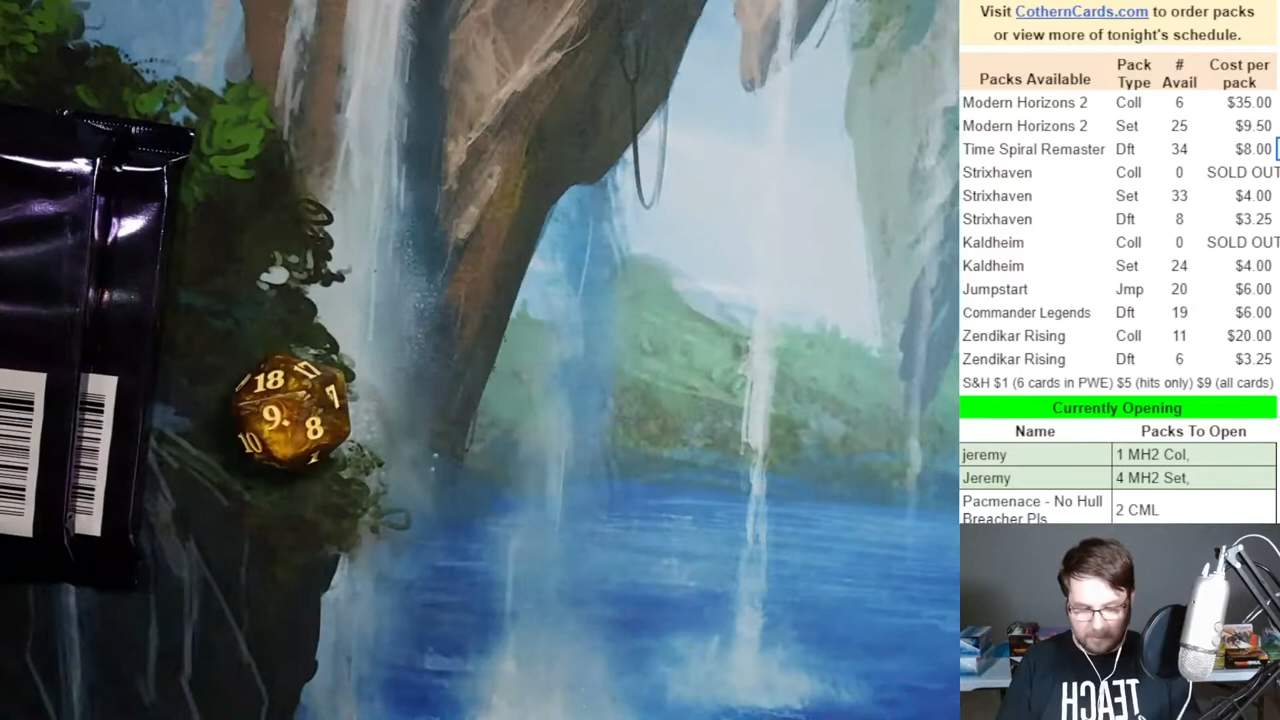 Visit CothernCards.com to order packs
or view more of tonight's schedule.
Packs Available Pack Type # Avail Cost per pack
Modern Horizons 2 Coll 6 $35.00
Modern Horizons 2 Set 25 $9.50
Time Spiral Remaster Dft 34 $8.00
Strixhaven Coll 0 SOLD OUT
Strixhaven Set 33 $4.00
Strixhaven Dft 8 $3.25
Kaldheim Coll 0 SOLD OUT
Kaldheim Set 24 $4.00
Jumpstart Jmp 20 $6.00
Commander Legends Dft 19 $6.00
Zendikar Rising Coll 11 $20.00
Zendikar Rising Dft 6 $3.25
S&H $1 (6 cards in PWE) $5 (hits only) $9 (all cards)
Currently Opening
Name Packs To Open
jeremy 1 MH2 Col,
Jeremy 4 MH2 Set,
Pacmenace - No Hull
Breacher Pls 2 CML
18 17 7
9. 8
10 1
TEACH